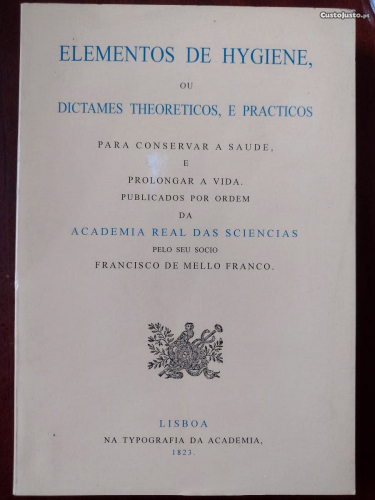 CustoJusto.pt
ELEMENTOS DE HYGIENE,
OU
DICTAMES THEORETICOS, E PRACTICOS
PARA CONSERVAR A SAUDE,
E
PROLONGAR A VIDA.
PUBLICADOS POR ORDEM
DA
ACADEMIA REAL DAS SCIENCIAS
PELO SEU SOCIO
FRANCISCO DE MELLO FRANCO.
LISBOA
NA TYPOGRAFIA DA ACADEMIA,
1823.